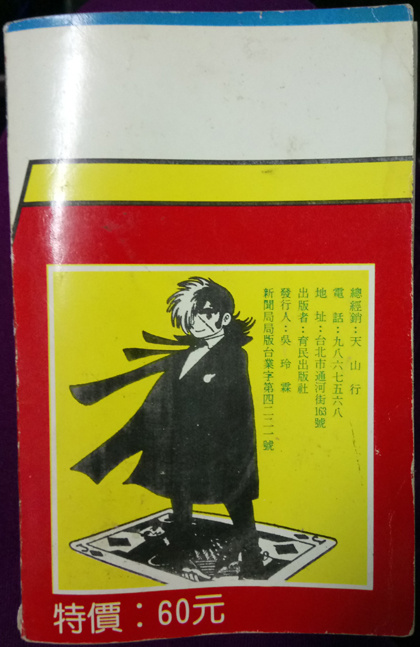 總經銷：天山行
電話：九八六七五六八
地址：台北市通河街163號
出版者：育民出版社
發行人：吳玲霖
新聞局局版台業字第四二二一號
特價：60元